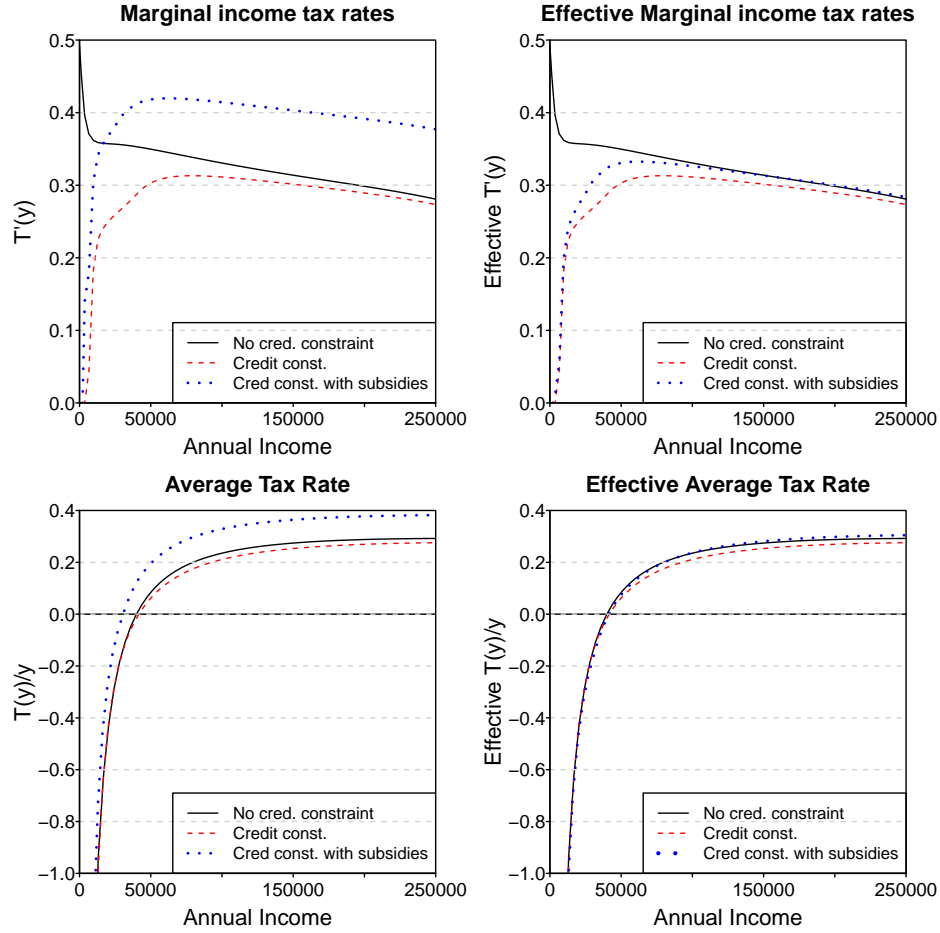 Marginal income tax rates
T'(y)
0.5
0.4
0.3
0.2
0.1
0.0
0
50000
150000
250000
Annual Income
No cred. constraint
Credit const.
Cred const. with subsidies
Effective Marginal income tax rates
Effective T'(y)
0.5
0.4
0.3
0.2
0.1
0.0
0
50000
150000
250000
Annual Income
No cred. constraint
Credit const.
Cred const. with subsidies
Average Tax Rate
T(y)/y
0.4
0.2
0.0
−0.2
−0.4
−0.6
−0.8
−1.0
0
50000
150000
250000
Annual Income
No cred. constraint
Credit const.
Cred const. with subsidies
Effective Average Tax Rate
Effective T(y)/y
0.4
0.2
0.0
−0.2
−0.4
−0.6
−0.8
−1.0
0
50000
150000
250000
Annual Income
No cred. constraint
Credit const.
Cred const. with subsidies